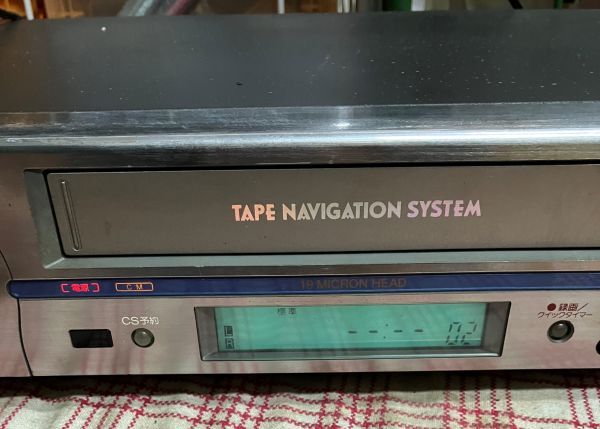 TAPE NAVIGATION SYSTEM
[電源] [CM] 19 MICRON HEAD
CS予約
標準
L
R
--:-- 02
●録画/
クイックタイマー